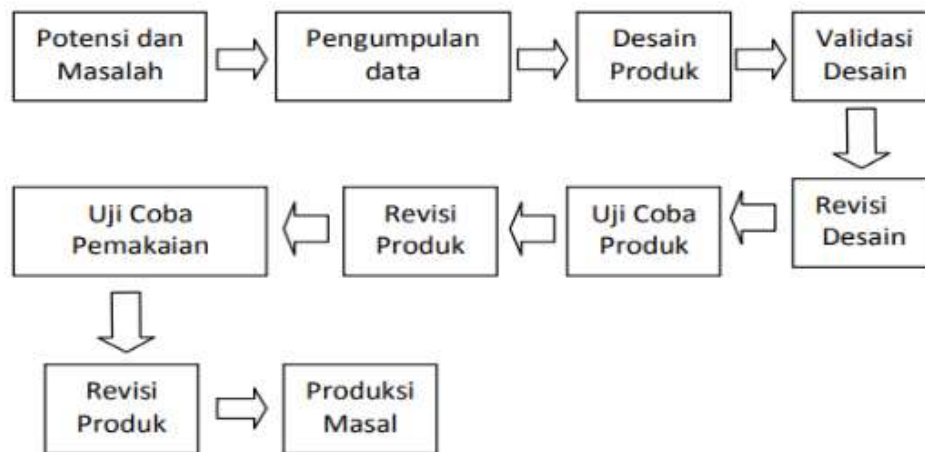 Potensi dan
Masalah
Pengumpulan
data
Desain
Produk
Validasi
Desain
Revisi
Desain
Uji Coba
Produk
Revisi
Produk
Uji Coba
Pemakaian
Revisi
Produk
Produksi
Masal